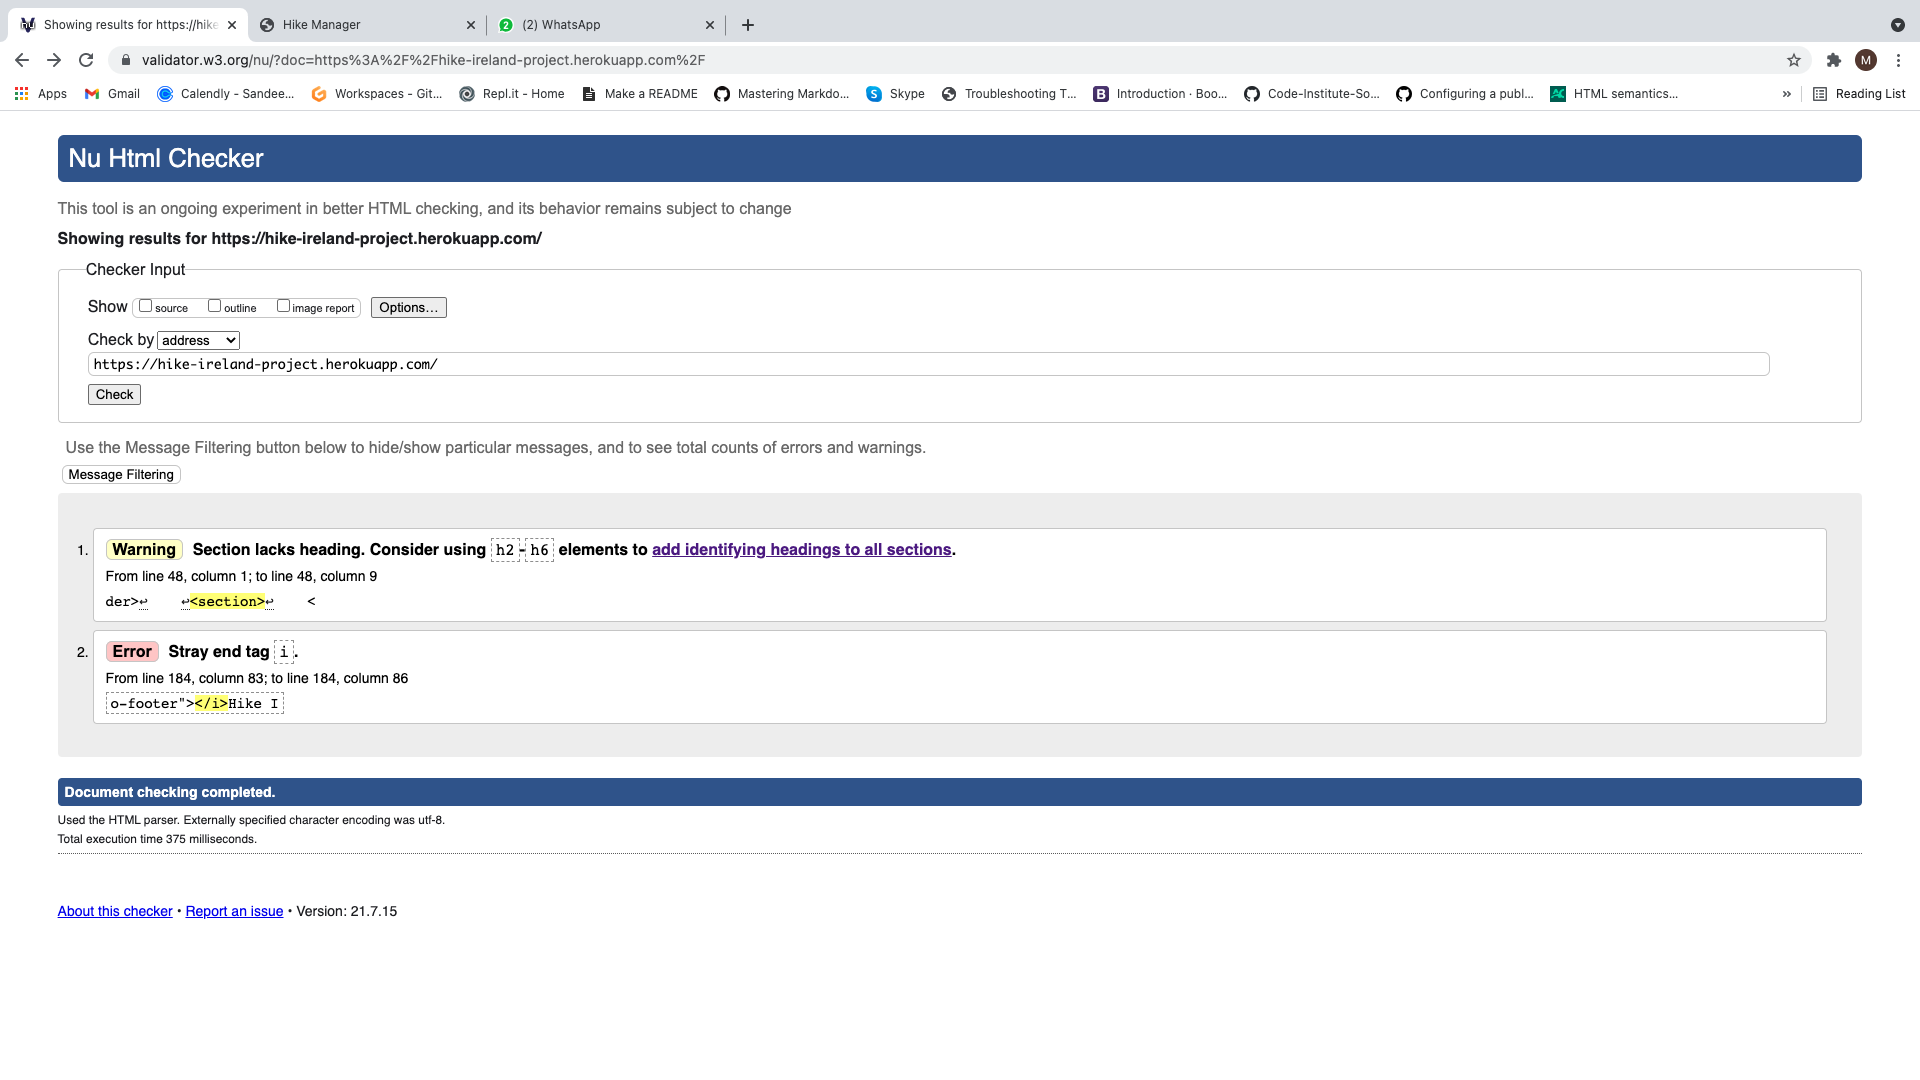 Showing results for https://hike
Hike Manager
(2) WhatsApp
validator.w3.org/nu/?doc=https%3A%2F%2Fhike-ireland-project.herokuapp.com%2F
M
Apps
Gmail
Calendly - Sandee...
Workspaces - Git...
Repl.it - Home
Make a README
Mastering Markdo...
Skype
Troubleshooting T...
Introduction · Boo...
Code-Institute-So...
Configuring a publ...
HTML semantics...
»
Reading List
Nu Html Checker
This tool is an ongoing experiment in better HTML checking, and its behavior remains subject to change
Showing results for https://hike-ireland-project.herokuapp.com/
Checker Input
Show source outline image report Options...
Check by address
https://hike-ireland-project.herokuapp.com/
Check
Use the Message Filtering button below to hide/show particular messages, and to see total counts of errors and warnings.
Message Filtering
1. Warning Section lacks heading. Consider using h2-h6 elements to add identifying headings to all sections.
From line 48, column 1; to line 48, column 9
der>↩ ↩<section>↩ <
2. Error Stray end tag i.
From line 184, column 83; to line 184, column 86
o-footer"></i>Hike I
Document checking completed.
Used the HTML parser. Externally specified character encoding was utf-8.
Total execution time 375 milliseconds.
About this checker • Report an issue • Version: 21.7.15